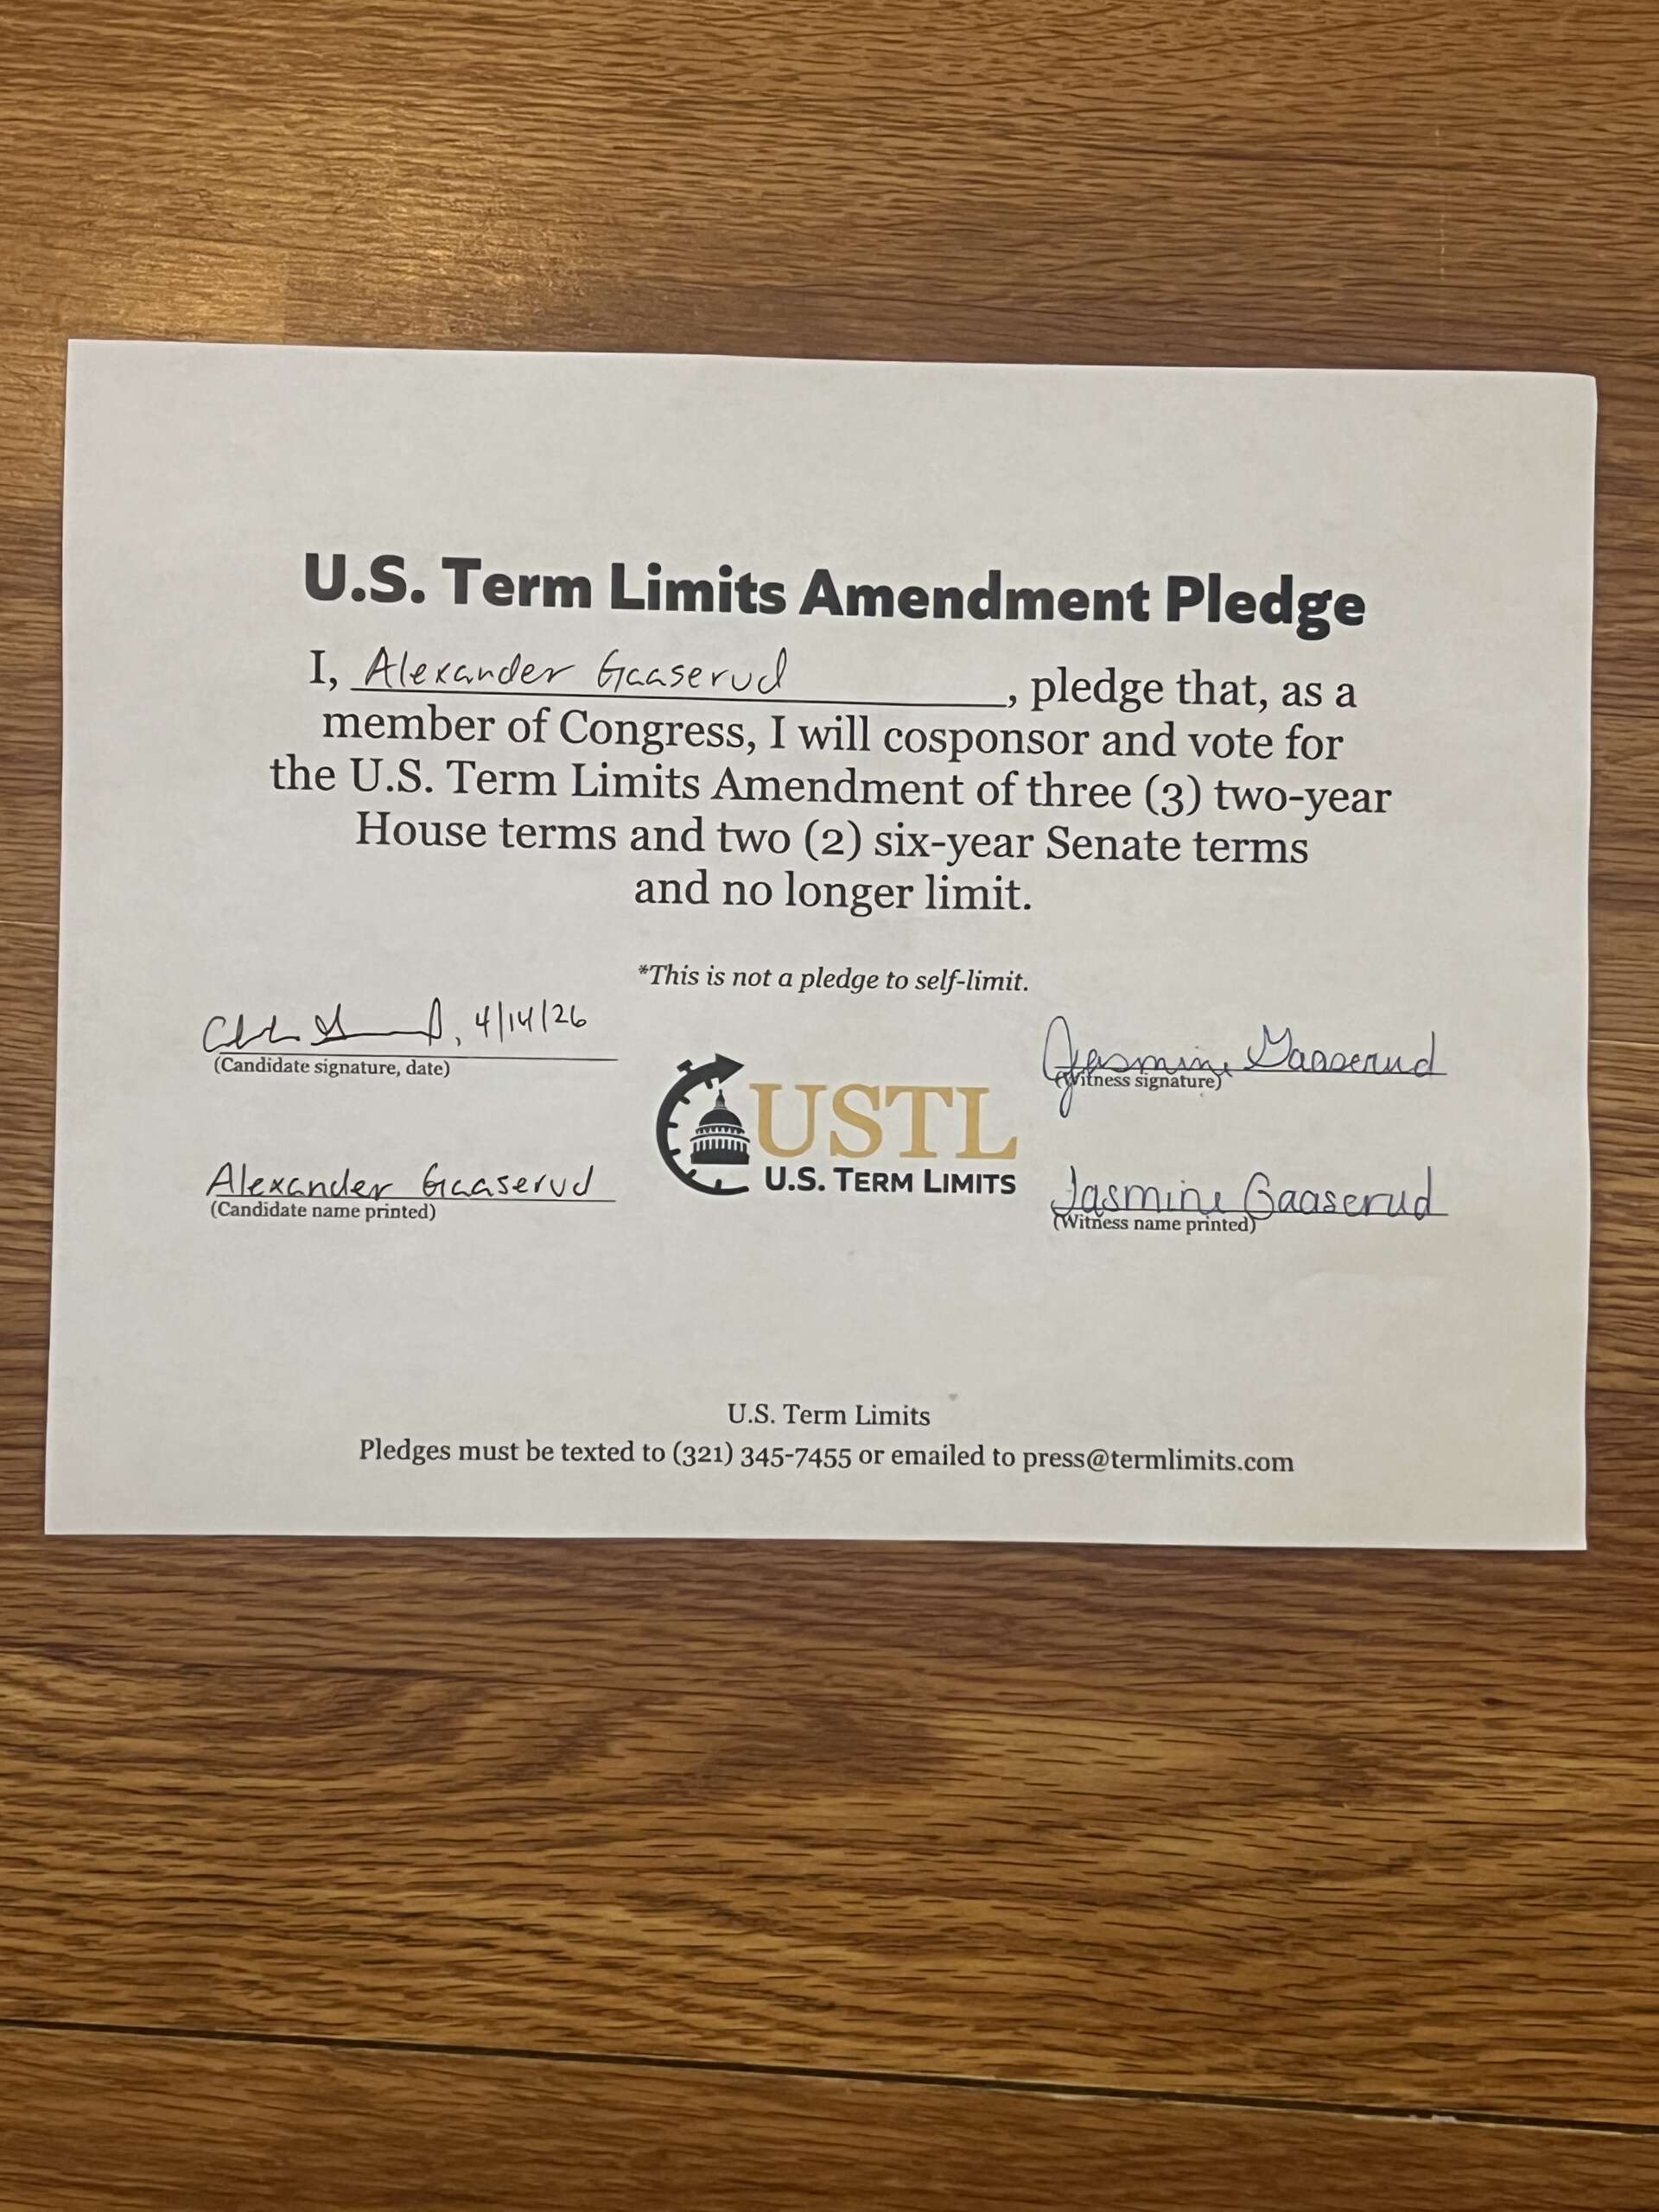 U.S. Term Limits Amendment Pledge
I, Alexander Gaaserud, pledge that, as a
member of Congress, I will cosponsor and vote for
the U.S. Term Limits Amendment of three (3) two-year
House terms and two (2) six-year Senate terms
and no longer limit.
*This is not a pledge to self-limit.
4/14/26
(Candidate signature, date)
Jasmine Gaaserud
(Witness signature)
USTL
U.S. TERM LIMITS
Alexander Gaaserud
(Candidate name printed)
Jasmine Gaaserud
(Witness name printed)
U.S. Term Limits
Pledges must be texted to (321) 345-7455 or emailed to press@termlimits.com